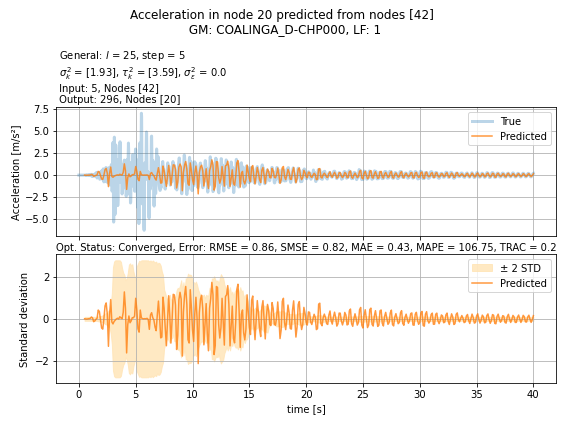 Acceleration in node 20 predicted from nodes [42]
GM: COALINGA_D-CHP000, LF: 1
General: l = 25, step = 5
σ²ₖ = [1.93], τ²ₖ = [3.59], σ²ε = 0.0
Input: 5, Nodes [42]
Output: 296, Nodes [20]
7.5
5.0
2.5
0.0
−2.5
−5.0
Acceleration [m/s²]
True
Predicted
Opt. Status: Converged, Error: RMSE = 0.86, SMSE = 0.82, MAE = 0.43, MAPE = 106.75, TRAC = 0.2
2
0
−2
Standard deviation
± 2 STD
Predicted
0 5 10 15 20 25 30 35 40
time [s]